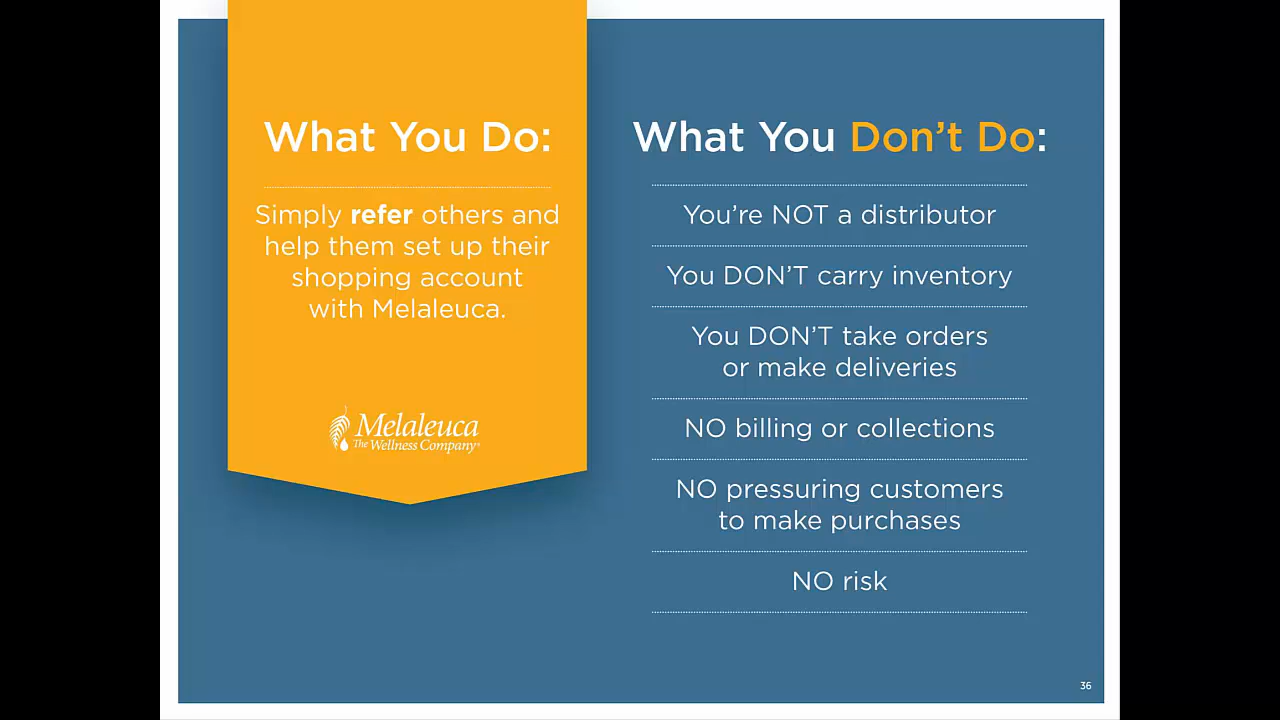 What You Do:
Simply refer others and
help them set up their
shopping account
with Melaleuca.
Melaleuca
The Wellness Company®
What You Don’t Do:
You’re NOT a distributor
You DON’T carry inventory
You DON’T take orders
or make deliveries
NO billing or collections
NO pressuring customers
to make purchases
NO risk
36